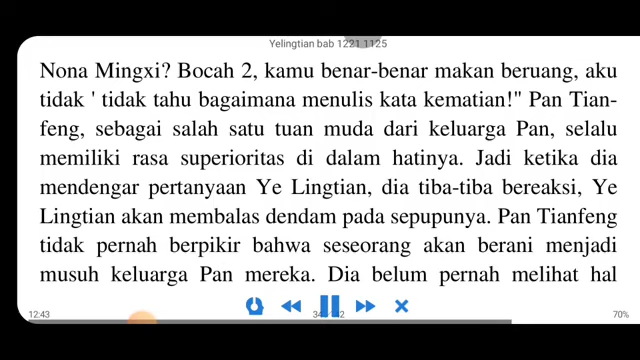 Yelingtian bab 1221 1125
Nona Mingxi? Bocah 2, kamu benar-benar makan beruang, aku
tidak ' tidak tahu bagaimana menulis kata kematian!" Pan Tian-
feng, sebagai salah satu tuan muda dari keluarga Pan, selalu
memiliki rasa superioritas di dalam hatinya. Jadi ketika dia
mendengar pertanyaan Ye Lingtian, dia tiba-tiba bereaksi, Ye
Lingtian akan membalas dendam pada sepupunya. Pan Tianfeng
tidak pernah berpikir bahwa seseorang akan berani menjadi
musuh keluarga Pan mereka. Dia belum pernah melihat hal
12:43
70%